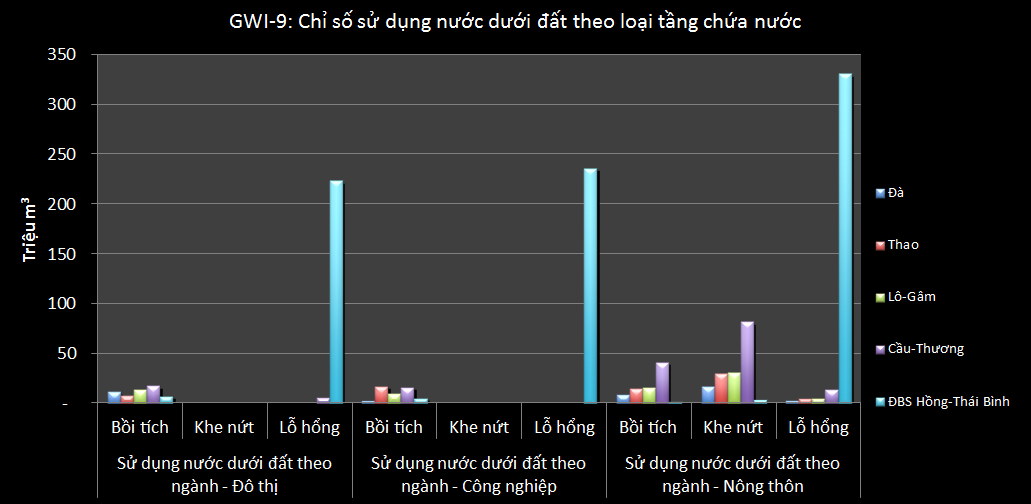 GWI-9: Chỉ số sử dụng nước dưới đất theo loại tầng chứa nước
Triệu m³
350
300
250
200
150
100
50
-
Bồi tích Khe nứt Lỗ hổng Bồi tích Khe nứt Lỗ hổng Bồi tích Khe nứt Lỗ hổng
Sử dụng nước dưới đất theo
ngành - Đô thị
Sử dụng nước dưới đất theo
ngành - Công nghiệp
Sử dụng nước dưới đất theo
ngành - Nông thôn
Đà
Thao
Lô-Gâm
Cầu-Thương
ĐBS Hồng-Thái Bình